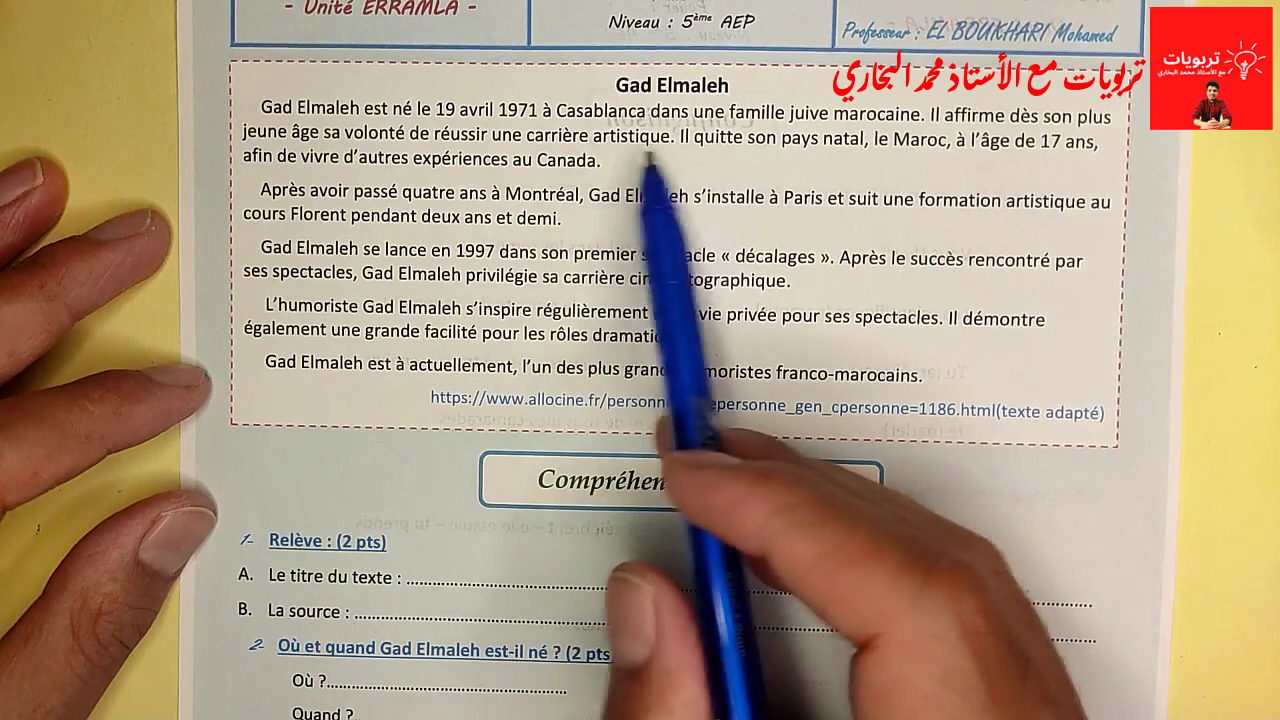 - Unité ERRAMLA -
Niveau : 5ème AEP
Professeur : EL BOUKHARI Mohamed
تربويات مع الأستاذ محمد البخاري
تربويات
مع الأستاذ محمد البخاري
Gad Elmaleh
Gad Elmaleh est né le 19 avril 1971 à Casablanca dans une famille juive marocaine. Il affirme dès son plus
jeune âge sa volonté de réussir une carrière artistique. Il quitte son pays natal, le Maroc, à l’âge de 17 ans,
afin de vivre d’autres expériences au Canada.
Après avoir passé quatre ans à Montréal, Gad El eh s’installe à Paris et suit une formation artistique au
cours Florent pendant deux ans et demi.
Gad Elmaleh se lance en 1997 dans son premier s acle « décalages ». Après le succès rencontré par
ses spectacles, Gad Elmaleh privilégie sa carrière cin tographique.
L’humoriste Gad Elmaleh s’inspire régulièrement vie privée pour ses spectacles. Il démontre
également une grande facilité pour les rôles dramati
Gad Elmaleh est à actuellement, l’un des plus gran moristes franco-marocains.
https://www.allocine.fr/personn epersonne_gen_cpersonne=1186.html(texte adapté)
Compréhen
1- Relève : (2 pts)
A. Le titre du texte : ........................................
B. La source : ........................................
2- Où et quand Gad Elmaleh est-il né ? (2 pts
Où ?........................................
Quand ?